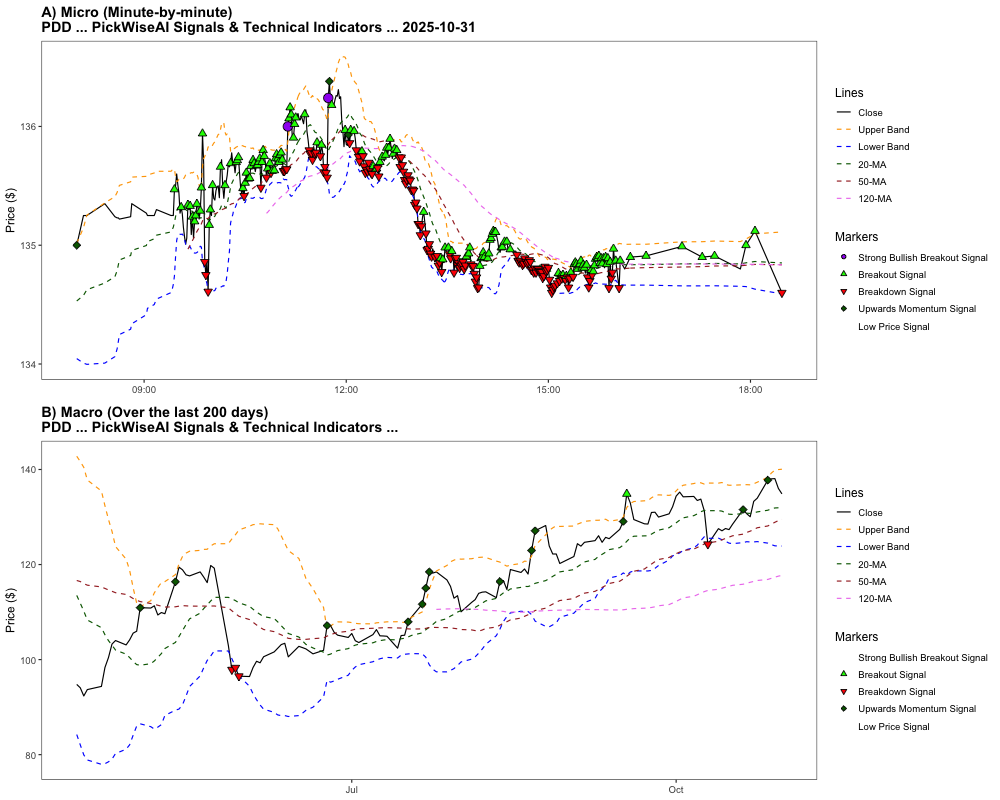 A) Micro (Minute-by-minute)
PDD ... PickWiseAI Signals & Technical Indicators ... 2025-10-31
Price ($)
136
135
134
09:00
12:00
15:00
18:00
Lines
Close
Upper Band
Lower Band
20-MA
50-MA
120-MA
Markers
Strong Bullish Breakout Signal
Breakout Signal
Breakdown Signal
Upwards Momentum Signal
Low Price Signal
B) Macro (Over the last 200 days)
PDD ... PickWiseAI Signals & Technical Indicators ...
Price ($)
140
120
100
80
Jul
Oct
Lines
Close
Upper Band
Lower Band
20-MA
50-MA
120-MA
Markers
Strong Bullish Breakout Signal
Breakout Signal
Breakdown Signal
Upwards Momentum Signal
Low Price Signal